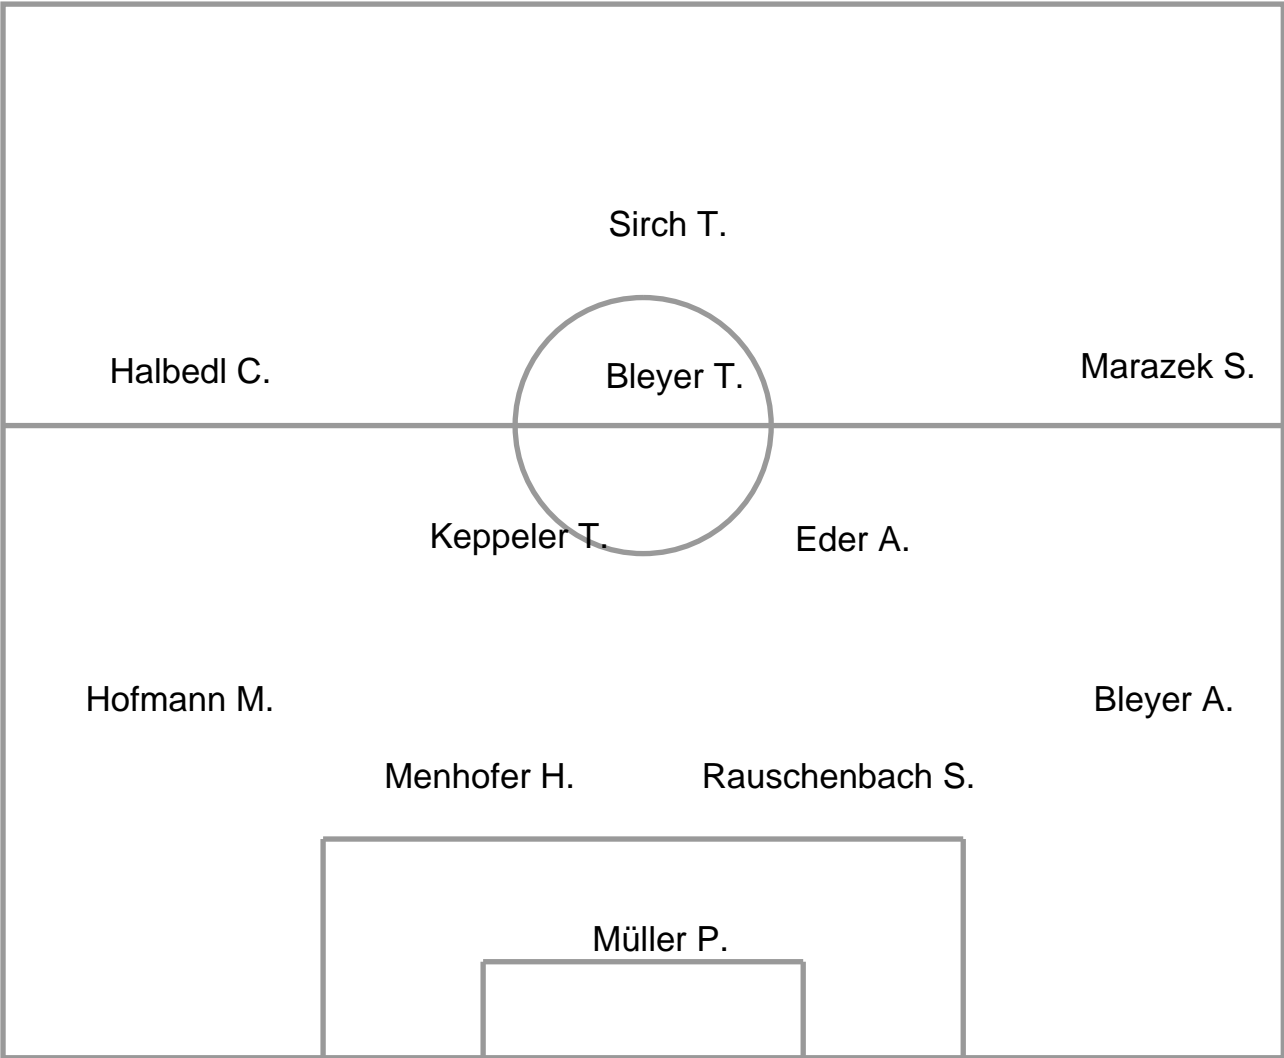 Sirch T.
Halbedl C.
Bleyer T.
Marazek S.
Keppeler T.
Eder A.
Hofmann M.
Bleyer A.
Menhofer H.
Rauschenbach S.
Müller P.